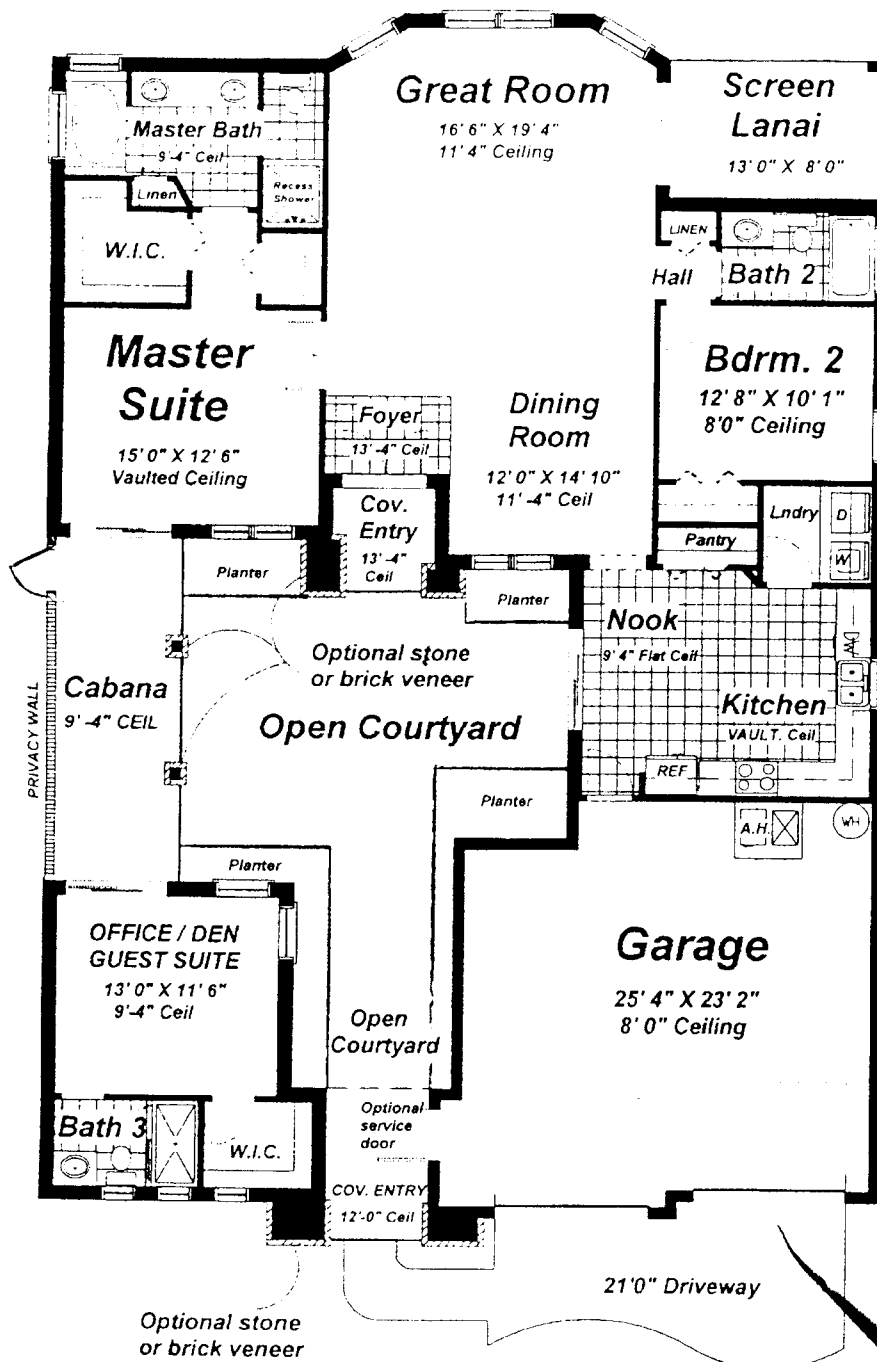 Great Room
16' 6" X 19' 4"
11' 4" Ceiling
Screen
Lanai
13' 0" X 8' 0"
Master Bath
9'-4" Ceil
Linen
Recess
Shower
W.I.C.
LINEN
Hall
Bath 2
Master
Suite
15' 0" X 12' 6"
Vaulted Ceiling
Foyer
13'-4" Ceil
Dining
Room
12' 0" X 14' 10"
11'-4" Ceil
Bdrm. 2
12' 8" X 10' 1"
8'0" Ceiling
Cov.
Entry
13'-4"
Ceil
Lndry
D
W
Pantry
Planter
Planter
Nook
9' 4" Flat Ceil
DW
Optional stone
or brick veneer
PRIVACY WALL
Cabana
9'-4" CEIL
Open Courtyard
Kitchen
VAULT. Ceil
REF
Planter
A.H.
WH
Planter
OFFICE / DEN
GUEST SUITE
13' 0" X 11' 6"
9'-4" Ceil
Garage
25' 4" X 23' 2"
8' 0" Ceiling
Open
Courtyard
Optional
service
door
Bath 3
W.I.C.
COV. ENTRY
12'-0" Ceil
21'0" Driveway
Optional stone
or brick veneer